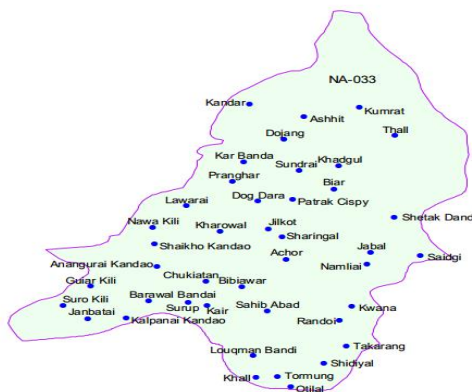 NA-033
Kandar
Kumrat
Ashhit
Thall
Dojang
Kar Banda
Khadgul
Sundrai
Pranghar
Biar
Dog Dara
Patrak Cispy
Lawarai
Shetak Dand
Nawa Kili
Kharowal
Jilkot
Sharingal
Shaikho Kandao
Jabal
Achor
Saidgi
Anangurai Kandao
Namliai
Chukiatan
Gujar Kili
Bibiawar
Suro Kili
Barawal Bandai
Sahib Abad
Kwana
Surup
Kair
Janbatai
Kalpanai Kandao
Randoi
Takarang
Louqman Bandi
Shidiyal
Khall
Tormung
Otilal